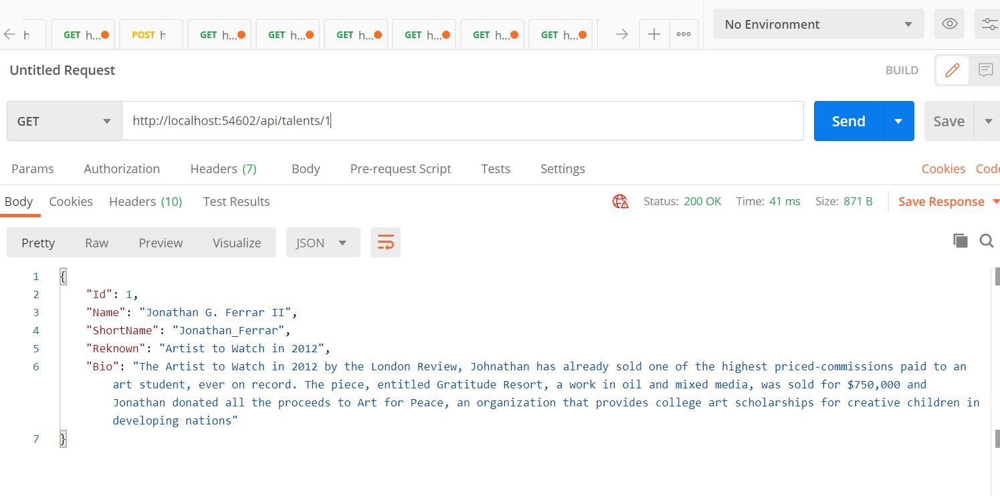 h GET h... POST h GET h... GET h... GET h... GET h... GET h... GET h... No Environment
Untitled Request BUILD
GET http://localhost:54602/api/talents/1 Send Save
Params Authorization Headers (7) Body Pre-request Script Tests Settings Cookies Code
Body Cookies Headers (10) Test Results Status: 200 OK Time: 41 ms Size: 871 B Save Response
Pretty Raw Preview Visualize JSON
1 {
2 "Id": 1,
3 "Name": "Jonathan G. Ferrar II",
4 "ShortName": "Jonathan_Ferrar",
5 "Reknown": "Artist to Watch in 2012",
6 "Bio": "The Artist to Watch in 2012 by the London Review, Johnathan has already sold one of the highest priced-commissions paid to an
art student, ever on record. The piece, entitled Gratitude Resort, a work in oil and mixed media, was sold for $750,000 and
Jonathan donated all the proceeds to Art for Peace, an organization that provides college art scholarships for creative children in
developing nations"
7 }